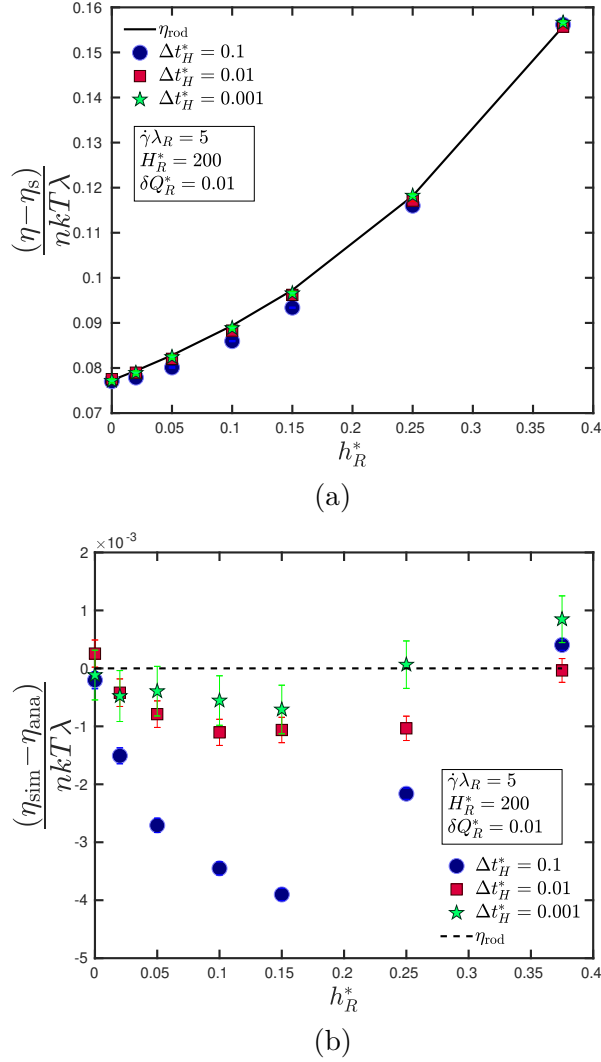 0.16
0.15
0.14
0.13
0.12
0.11
0.1
0.09
0.08
0.07
(η−ηs)
nkTλ
ηrod
Δt*H = 0.1
Δt*H = 0.01
Δt*H = 0.001
γ̇λR = 5
H*R = 200
δQ*R = 0.01
0 0.05 0.1 0.15 0.2 0.25 0.3 0.35 0.4
h*R
(a)
×10⁻³
2
1
0
-1
-2
-3
-4
-5
(ηsim−ηana)
nkTλ
γ̇λR = 5
H*R = 200
δQ*R = 0.01
Δt*H = 0.1
Δt*H = 0.01
Δt*H = 0.001
ηrod
0 0.05 0.1 0.15 0.2 0.25 0.3 0.35 0.4
h*R
(b)